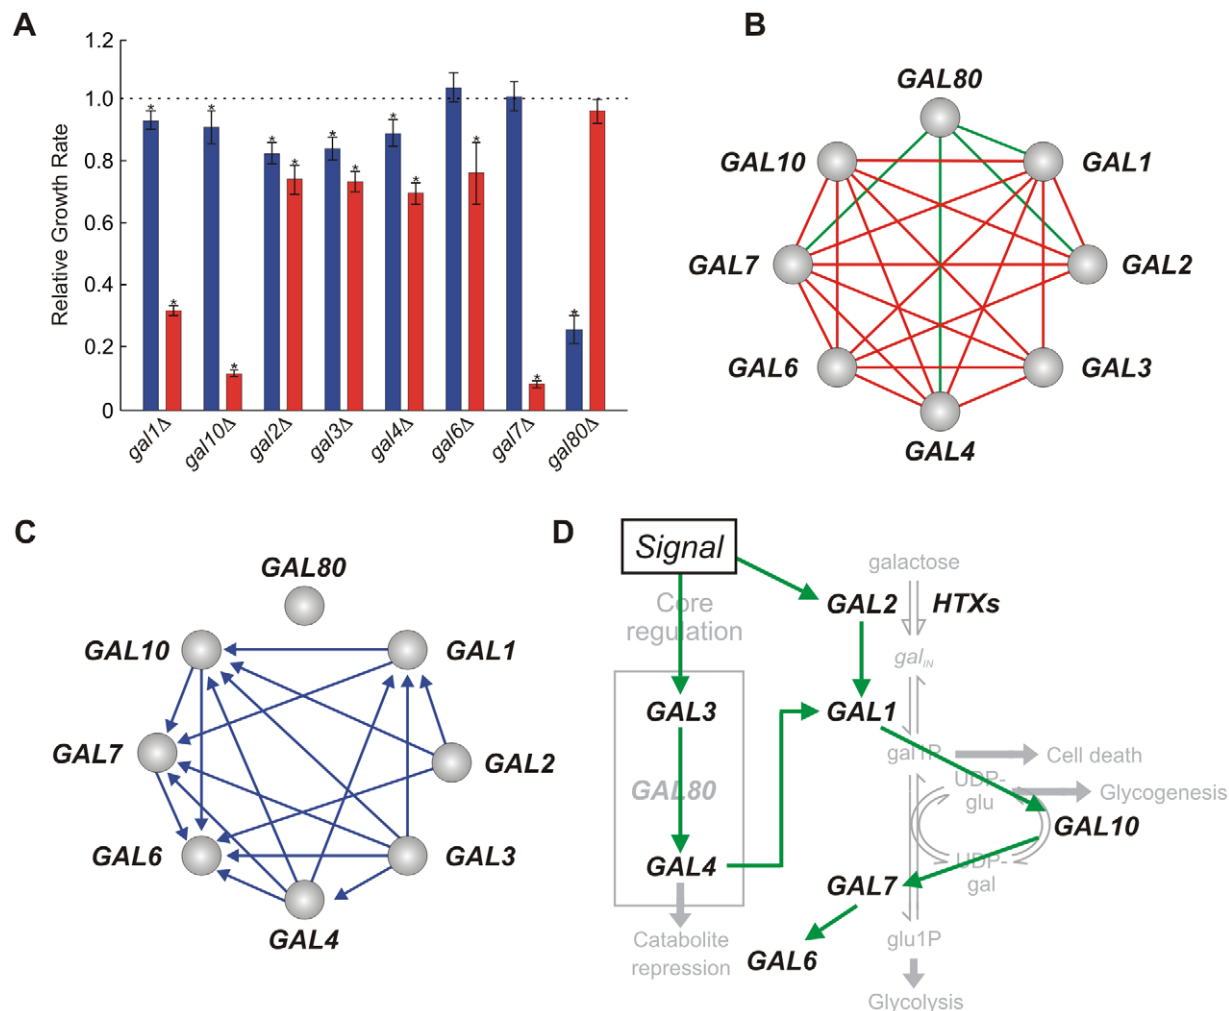 A
1.2
1.0
0.8
0.6
0.4
0.2
0
Relative Growth Rate
* * * * * * * * * * * * *
gal1Δ gal10Δ gal2Δ gal3Δ gal4Δ gal6Δ gal7Δ gal80Δ
B
GAL80
GAL10 GAL1
GAL7 GAL2
GAL6 GAL3
GAL4
C
GAL80
GAL10 GAL1
GAL7 GAL2
GAL6 GAL3
GAL4
D
Signal
Core
regulation
GAL3
GAL80
GAL4
Catabolite
repression
galactose
GAL2 HTXs
gal IN
GAL1
gal1P Cell death
UDP-
glu
Glycogenesis
GAL10
UDP-
gal
GAL7
glu1P
GAL6
Glycolysis